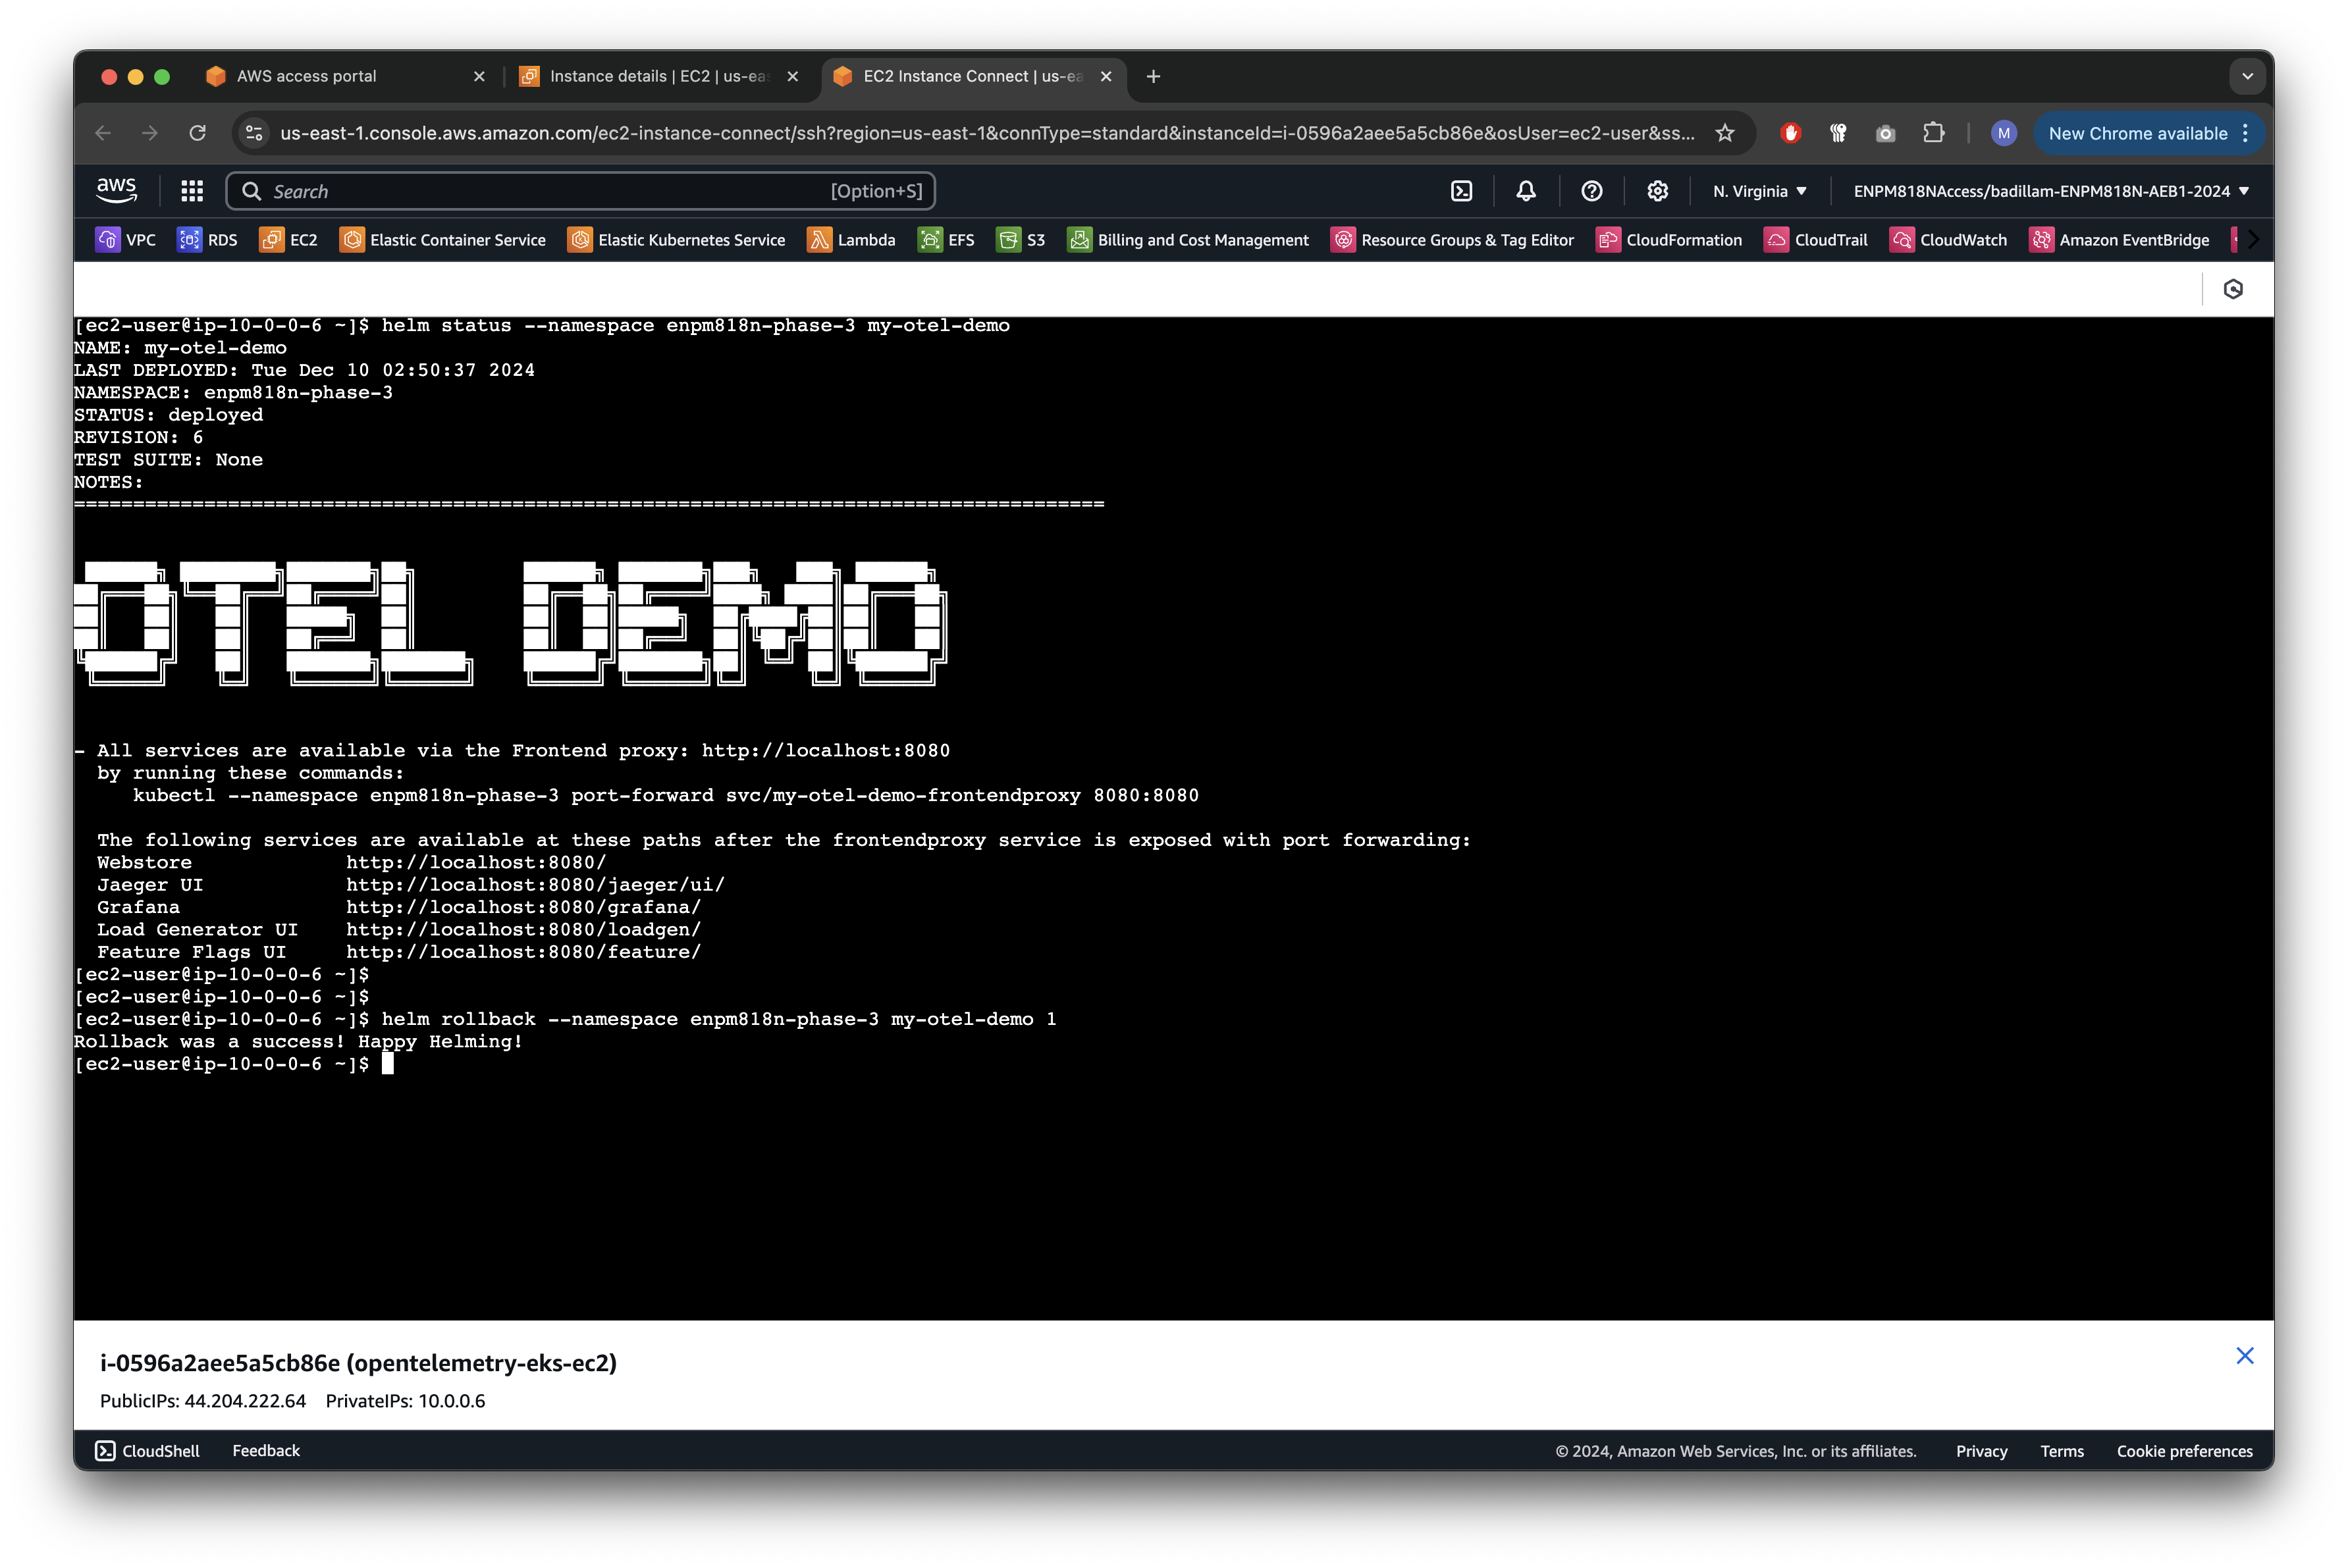 AWS access portal
Instance details | EC2 | us-eas
EC2 Instance Connect | us-ea
us-east-1.console.aws.amazon.com/ec2-instance-connect/ssh?region=us-east-1&connType=standard&instanceId=i-0596a2aee5a5cb86e&osUser=ec2-user&ss...
M
New Chrome available
aws
Search
[Option+S]
N. Virginia
ENPM818NAccess/badillam-ENPM818N-AEB1-2024
VPC RDS EC2 Elastic Container Service Elastic Kubernetes Service Lambda EFS S3 Billing and Cost Management Resource Groups & Tag Editor CloudFormation CloudTrail CloudWatch Amazon EventBridge
[ec2-user@ip-10-0-0-6 ~]$ helm status --namespace enpm818n-phase-3 my-otel-demo
NAME: my-otel-demo
LAST DEPLOYED: Tue Dec 10 02:50:37 2024
NAMESPACE: enpm818n-phase-3
STATUS: deployed
REVISION: 6
TEST SUITE: None
NOTES:
=======================================================================================
OTEL DEMO
- All services are available via the Frontend proxy: http://localhost:8080
by running these commands:
kubectl --namespace enpm818n-phase-3 port-forward svc/my-otel-demo-frontendproxy 8080:8080
The following services are available at these paths after the frontendproxy service is exposed with port forwarding:
Webstore http://localhost:8080/
Jaeger UI http://localhost:8080/jaeger/ui/
Grafana http://localhost:8080/grafana/
Load Generator UI http://localhost:8080/loadgen/
Feature Flags UI http://localhost:8080/feature/
[ec2-user@ip-10-0-0-6 ~]$
[ec2-user@ip-10-0-0-6 ~]$
[ec2-user@ip-10-0-0-6 ~]$ helm rollback --namespace enpm818n-phase-3 my-otel-demo 1
Rollback was a success! Happy Helming!
[ec2-user@ip-10-0-0-6 ~]$
i-0596a2aee5a5cb86e (opentelemetry-eks-ec2)
PublicIPs: 44.204.222.64 PrivateIPs: 10.0.0.6
CloudShell Feedback
© 2024, Amazon Web Services, Inc. or its affiliates. Privacy Terms Cookie preferences